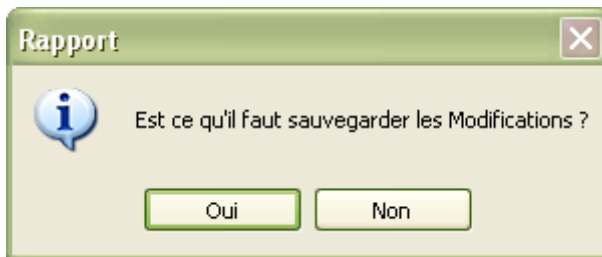 Rapport
Est ce qu'il faut sauvegarder les Modifications ?
Oui
Non